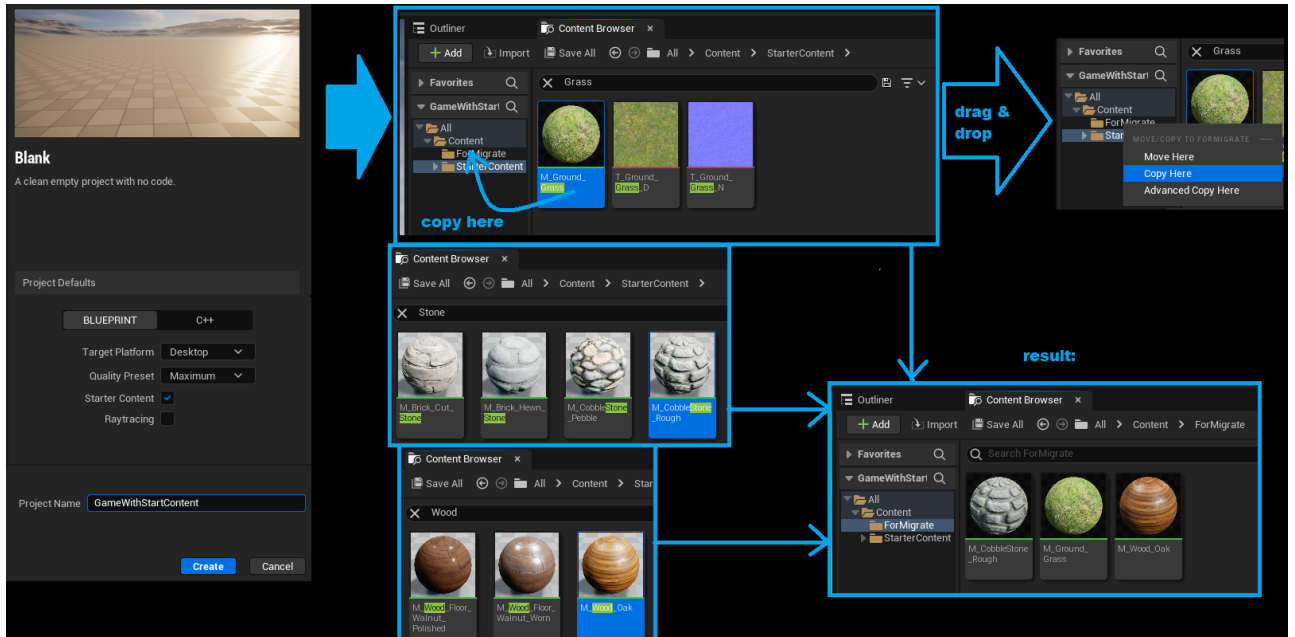 Blank
A clean empty project with no code.
Project Defaults
BLUEPRINT C++
Target Platform Desktop
Quality Preset Maximum
Starter Content
Raytracing
Project Name GameWithStartContent
Create Cancel
Outliner Content Browser ×
+ Add Import Save All All > Content > StarterContent >
Favorites
Grass
GameWithStart
All
Content
ForMigrate
StarterContent
M_Ground_
Grass
T_Ground_
Grass_D
T_Ground_
Grass_N
copy here
drag &
drop
Favorites
Grass
GameWithStart
All
Content
ForMigrate
Star
MOVE/COPY TO FORMIGRATE
Move Here
Copy Here
Advanced Copy Here
Content Browser ×
Save All All > Content > StarterContent >
Stone
M_Brick_Cut_
Stone
M_Brick_Hewn_
Stone
M_CobbleStone
_Pebble
M_CobbleStone
_Rough
Content Browser ×
Save All All > Content > Star
Wood
M_Wood_Floor_
Walnut_
Polished
M_Wood_Floor_
Walnut_Worn
M_Wood_Oak
result:
Outliner Content Browser ×
+ Add Import Save All All > Content > ForMigrate
Favorites
Search ForMigrate
GameWithStart
All
Content
ForMigrate
StarterContent
M_CobbleStone
_Rough
M_Ground_
Grass
M_Wood_Oak